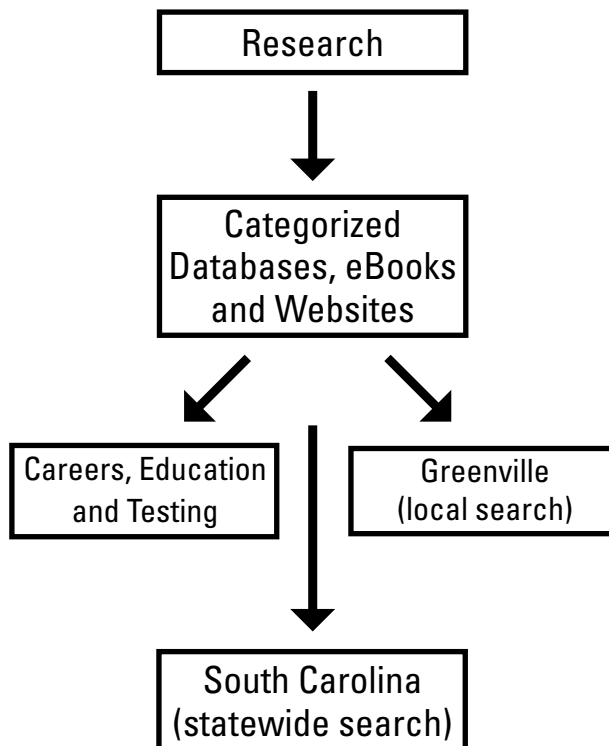 Research
Categorized
Databases, eBooks
and Websites
Careers, Education
and Testing
Greenville
(local search)
South Carolina
(statewide search)